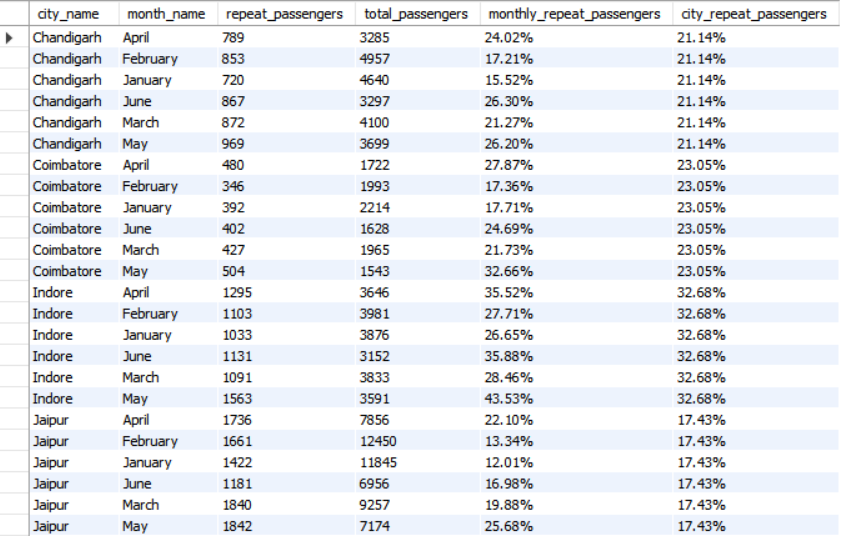 city_name month_name repeat_passengers total_passengers monthly_repeat_passengers city_repeat_passengers
Chandigarh April 789 3285 24.02% 21.14%
Chandigarh February 853 4957 17.21% 21.14%
Chandigarh January 720 4640 15.52% 21.14%
Chandigarh June 867 3297 26.30% 21.14%
Chandigarh March 872 4100 21.27% 21.14%
Chandigarh May 969 3699 26.20% 21.14%
Coimbatore April 480 1722 27.87% 23.05%
Coimbatore February 346 1993 17.36% 23.05%
Coimbatore January 392 2214 17.71% 23.05%
Coimbatore June 402 1628 24.69% 23.05%
Coimbatore March 427 1965 21.73% 23.05%
Coimbatore May 504 1543 32.66% 23.05%
Indore April 1295 3646 35.52% 32.68%
Indore February 1103 3981 27.71% 32.68%
Indore January 1033 3876 26.65% 32.68%
Indore June 1131 3152 35.88% 32.68%
Indore March 1091 3833 28.46% 32.68%
Indore May 1563 3591 43.53% 32.68%
Jaipur April 1736 7856 22.10% 17.43%
Jaipur February 1661 12450 13.34% 17.43%
Jaipur January 1422 11845 12.01% 17.43%
Jaipur June 1181 6956 16.98% 17.43%
Jaipur March 1840 9257 19.88% 17.43%
Jaipur May 1842 7174 25.68% 17.43%